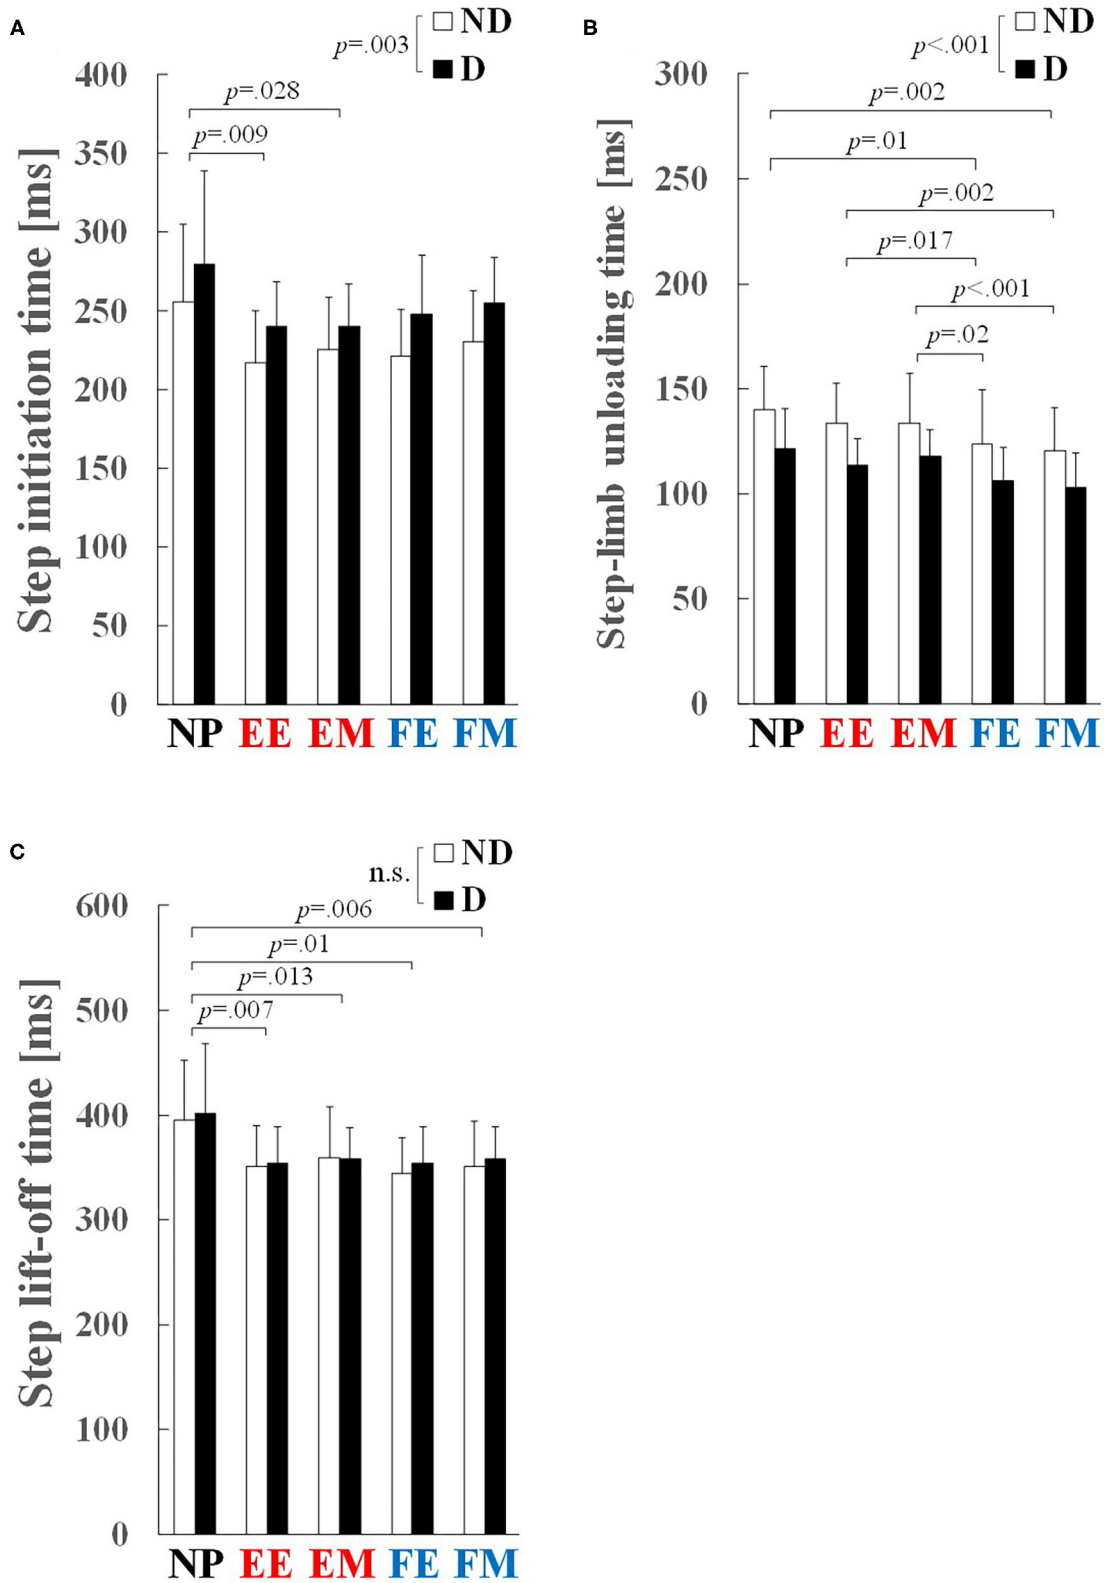 A
ND
p=.003
D
Step initiation time [ms]
400
350
300
250
200
150
100
50
0
p=.028
p=.009
NP EE EM FE FM
B
ND
p<.001
D
Step-limb unloading time [ms]
300
250
200
150
100
50
0
p=.002
p=.01
p=.002
p=.017
p<.001
p=.02
NP EE EM FE FM
C
ND
n.s.
D
Step lift-off time [ms]
600
500
400
300
200
100
0
p=.006
p=.01
p=.013
p=.007
NP EE EM FE FM